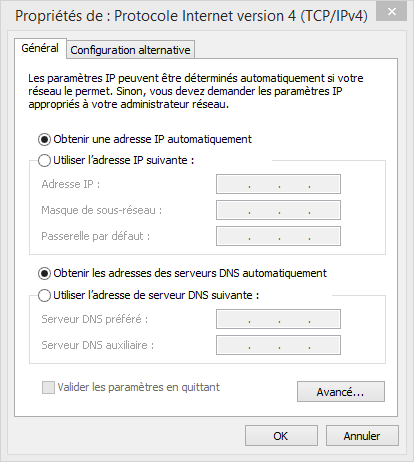 Propriétés de : Protocole Internet version 4 (TCP/IPv4)
Général
Configuration alternative
Les paramètres IP peuvent être déterminés automatiquement si votre
réseau le permet. Sinon, vous devez demander les paramètres IP
appropriés à votre administrateur réseau.
Obtenir une adresse IP automatiquement
Utiliser l'adresse IP suivante :
Adresse IP :
Masque de sous-réseau :
Passerelle par défaut :
Obtenir les adresses des serveurs DNS automatiquement
Utiliser l'adresse de serveur DNS suivante :
Serveur DNS préféré :
Serveur DNS auxiliaire :
Valider les paramètres en quittant
Avancé...
OK
Annuler